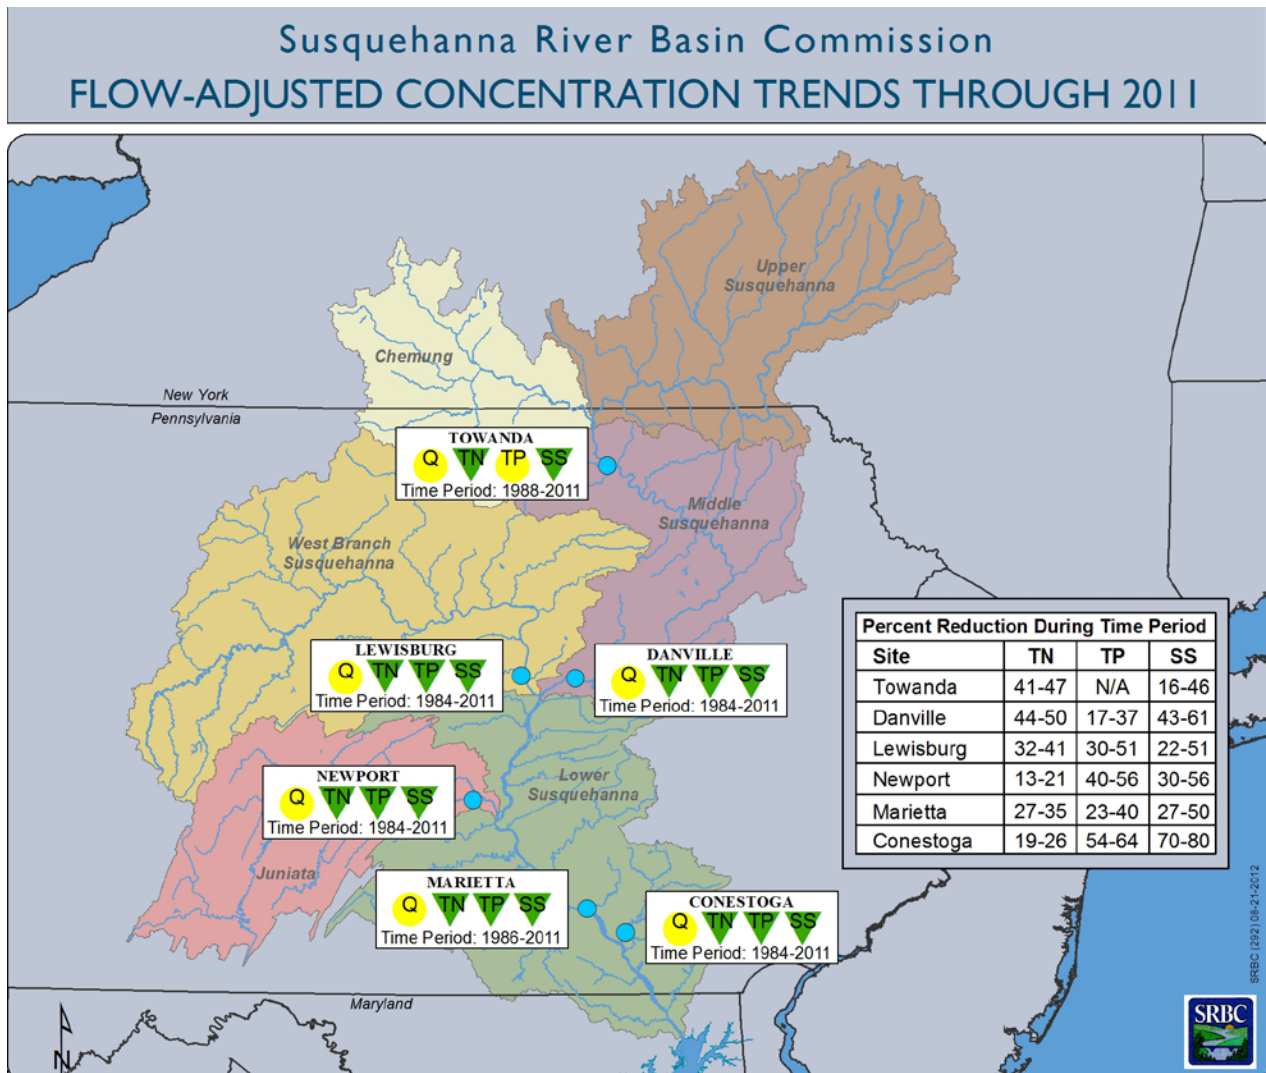 Susquehanna River Basin Commission
FLOW-ADJUSTED CONCENTRATION TRENDS THROUGH 2011
Upper
Susquehanna
Chemung
New York
Pennsylvania
TOWANDA
Q TN TP SS
Time Period: 1988-2011
Middle
Susquehanna
West Branch
Susquehanna
LEWISBURG
Q TN TP SS
Time Period: 1984-2011
DANVILLE
Q TN TP SS
Time Period: 1984-2011
Percent Reduction During Time Period
Site TN TP SS
Towanda 41-47 N/A 16-46
Danville 44-50 17-37 43-61
Lewisburg 32-41 30-51 22-51
Newport 13-21 40-56 30-56
Marietta 27-35 23-40 27-50
Conestoga 19-26 54-64 70-80
NEWPORT
Q TN TP SS
Time Period: 1984-2011
Lower
Susquehanna
Juniata
MARIETTA
Q TN TP SS
Time Period: 1986-2011
CONESTOGA
Q TN TP SS
Time Period: 1984-2011
Maryland
N
SRBC (292) 08-21-2012
SRBC